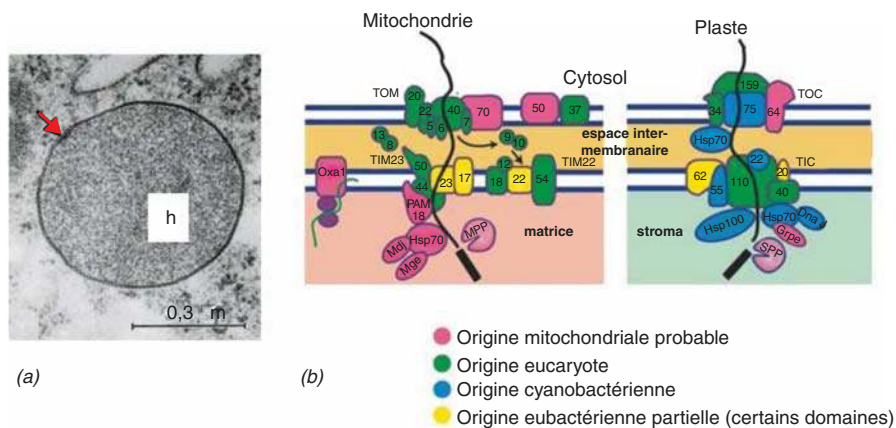 Mitochondrie
Plaste
Cytosol
TOM
20
22
5
6
40
7
70
50
37
159
34
75
64
TOC
13
8
9
10
espace inter-
membranaire
Hsp70
TIM23
TIM22
TIC
Oxa1
50
44
23
17
12
18
22
54
62
55
110
22
20
40
PAM
18
MPP
matrice
stroma
Hsp100
Hsp70
Dna J
Mdj
Hsp70
Mge
Grpe
SPP
h
0,3 m
Origine mitochondriale probable
Origine eucaryote
Origine cyanobactérienne
Origine eubactérienne partielle (certains domaines)
(a)
(b)